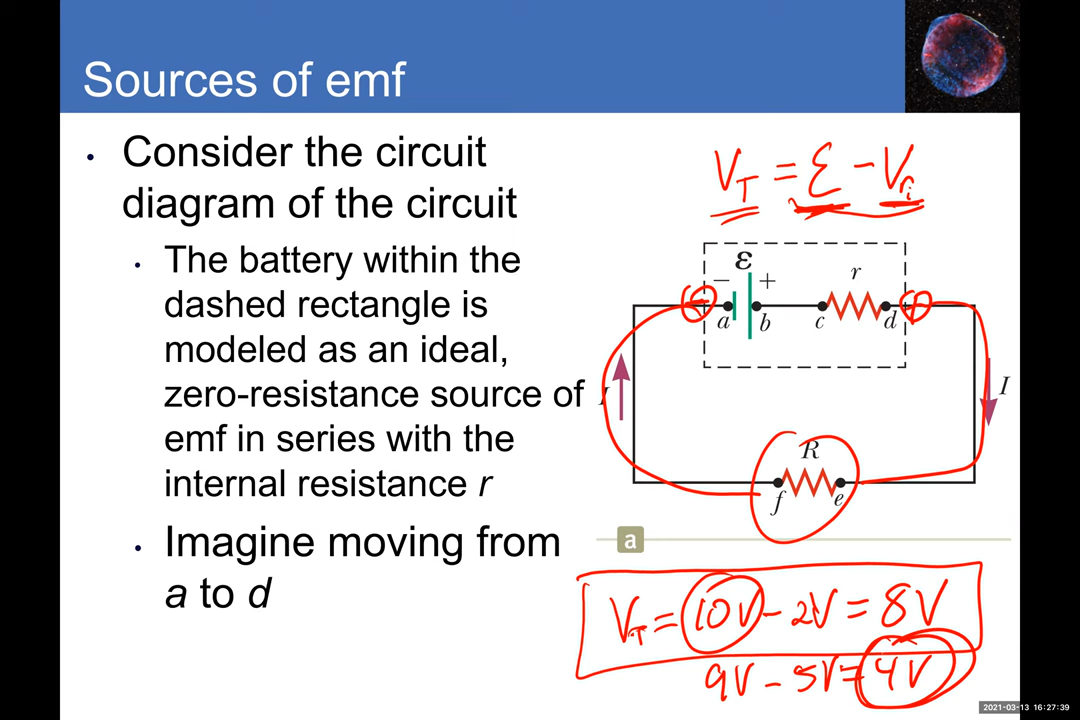 Sources of emf
• Consider the circuit
diagram of the circuit
• The battery within the
dashed rectangle is
modeled as an ideal,
zero-resistance source of
emf in series with the
internal resistance r
• Imagine moving from
a to d
V_T = Ɛ - V_ri
ε
- +
r
a b c d
I I
R
f e
a
V_T = 10V - 2V = 8V
9V - 5V = 4V
2021-03-13 16:27:39